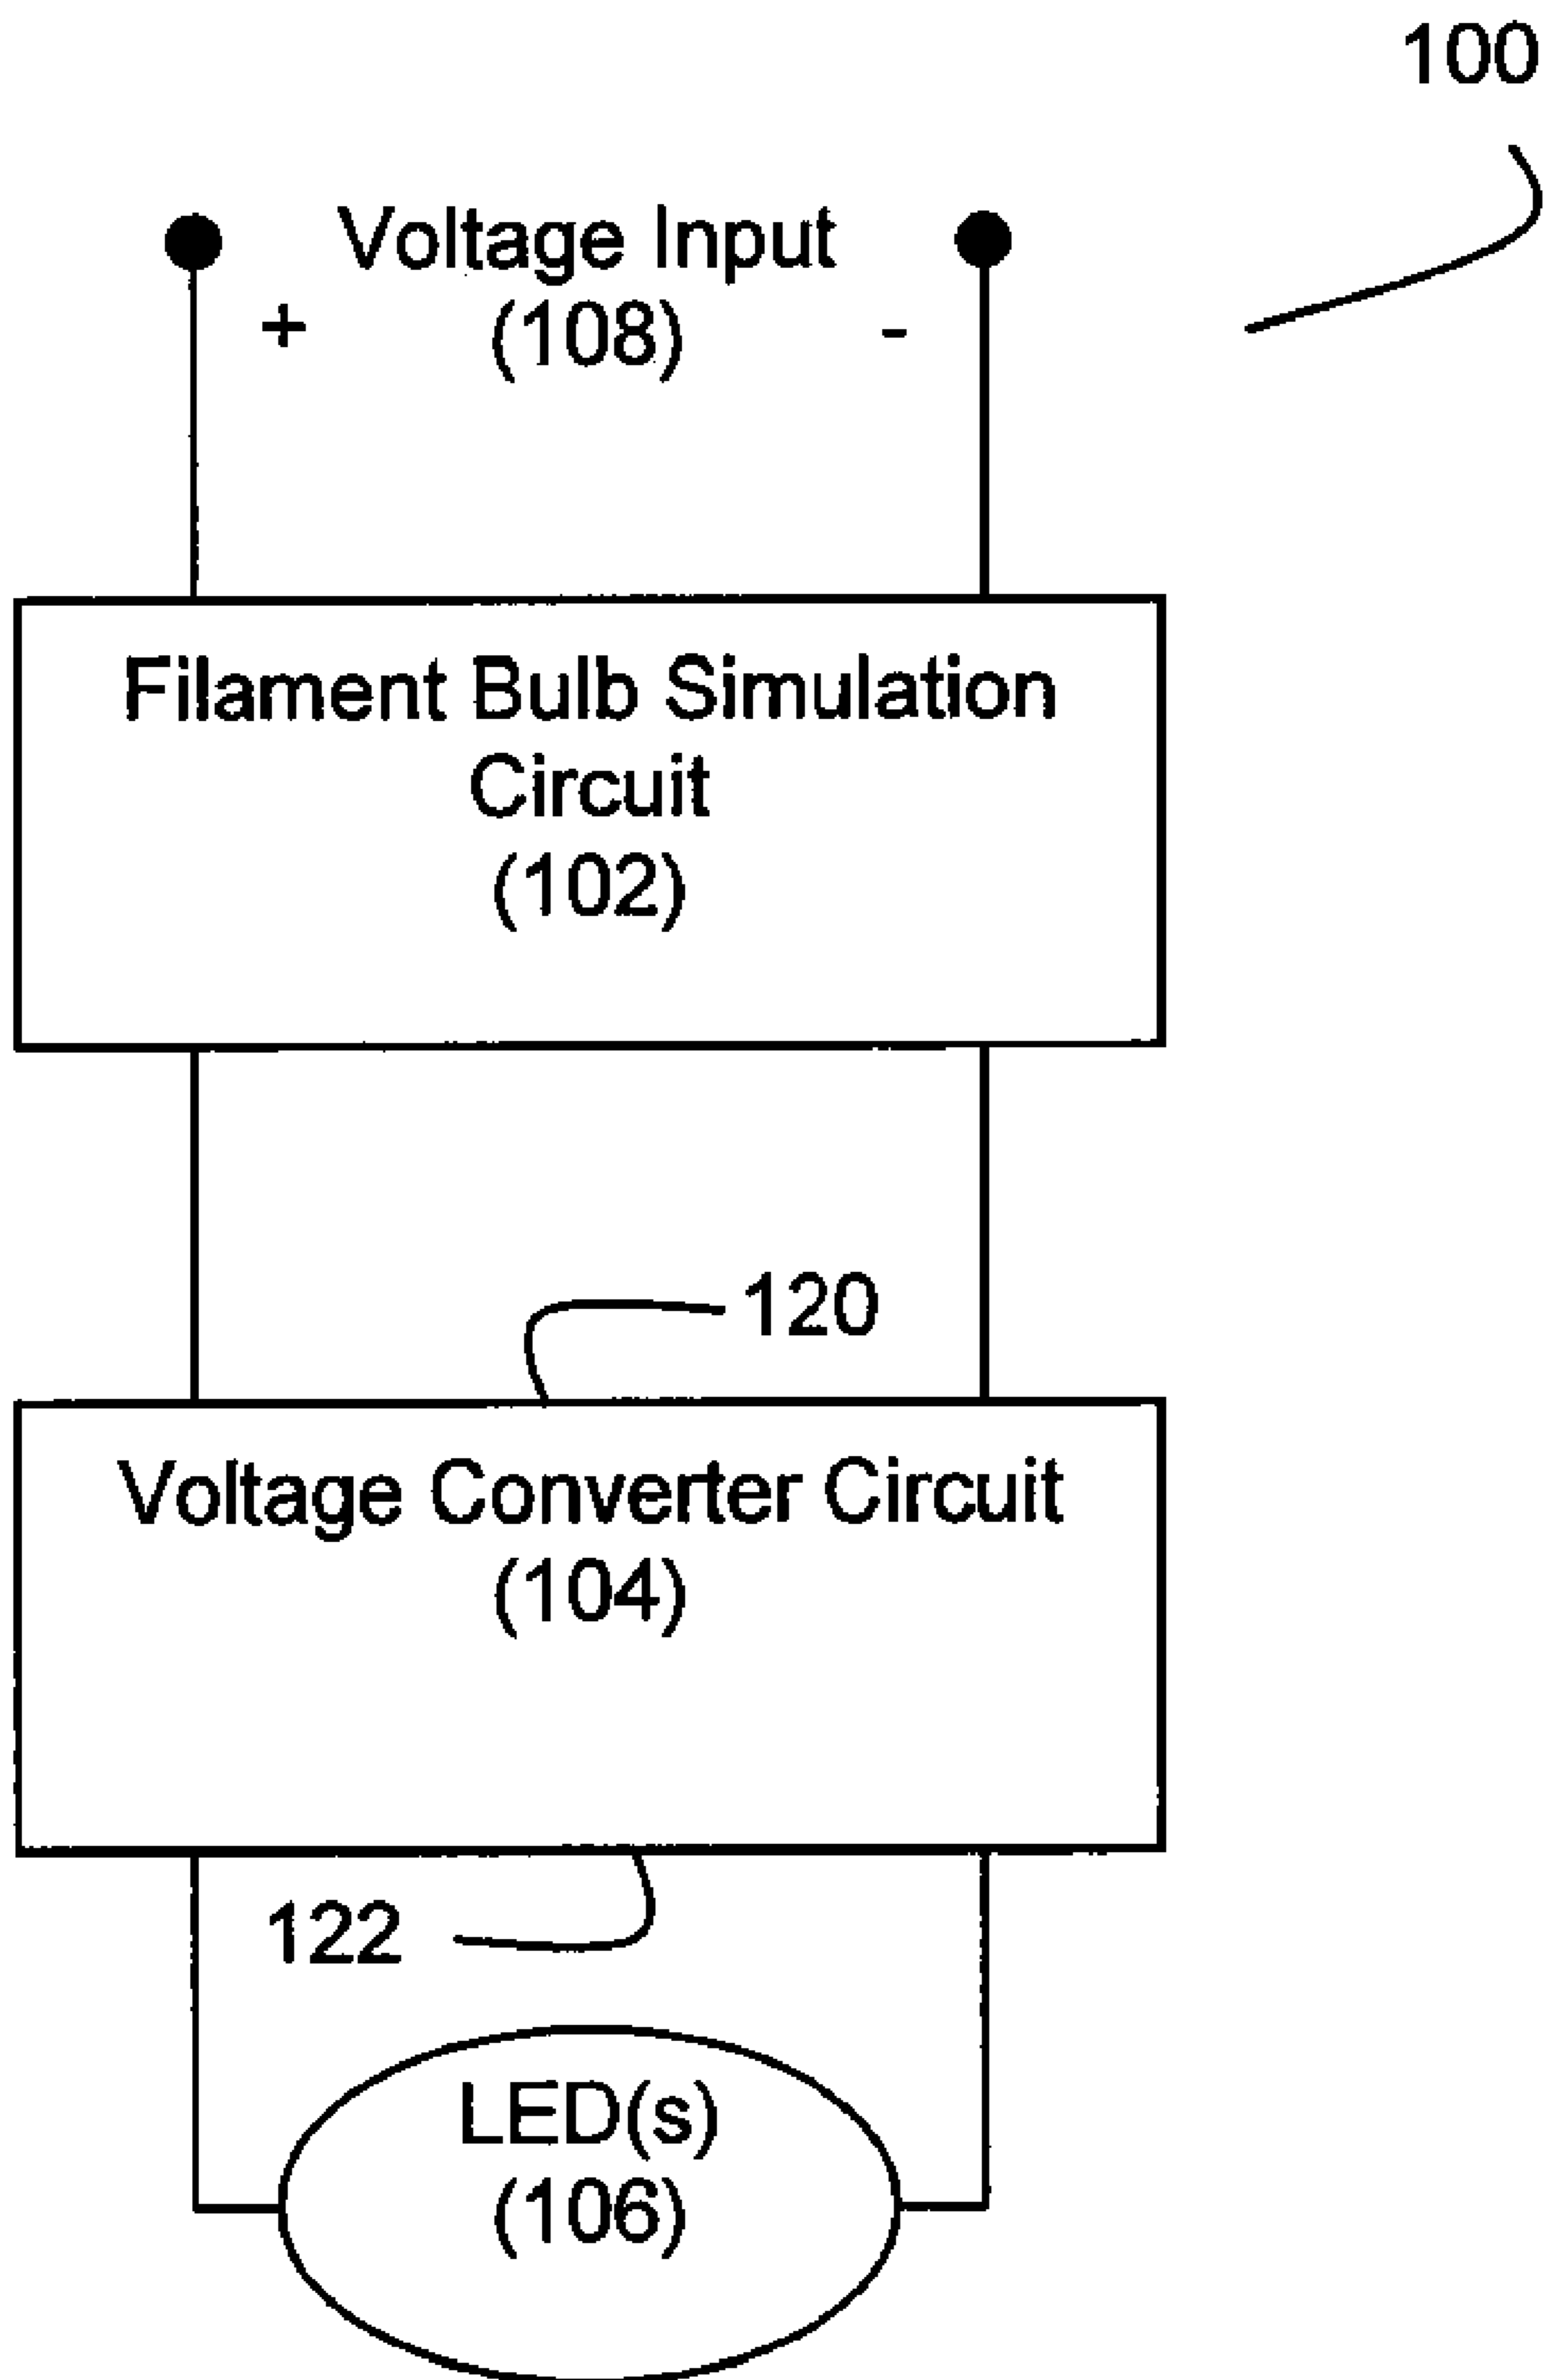 100
Voltage Input
+ (108) -
Filament Bulb Simulation
Circuit
(102)
120
Voltage Converter Circuit
(104)
122
LED(s)
(106)